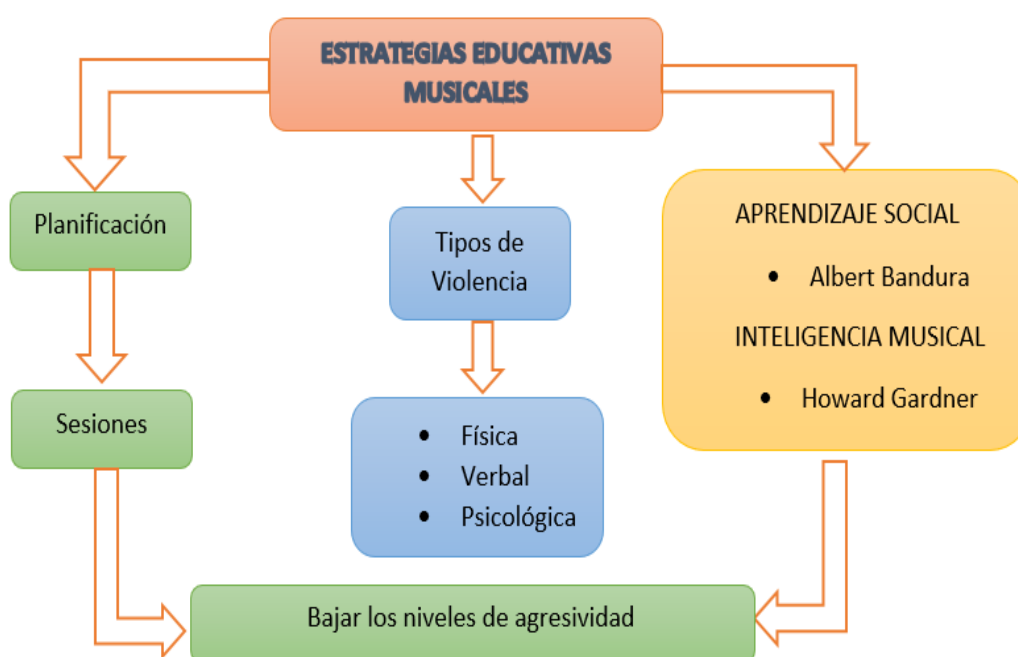 ESTRATEGIAS EDUCATIVAS
MUSICALES
Planificación
Sesiones
Tipos de
Violencia
• Física
• Verbal
• Psicológica
APRENDIZAJE SOCIAL
• Albert Bandura
INTELIGENCIA MUSICAL
• Howard Gardner
Bajar los niveles de agresividad